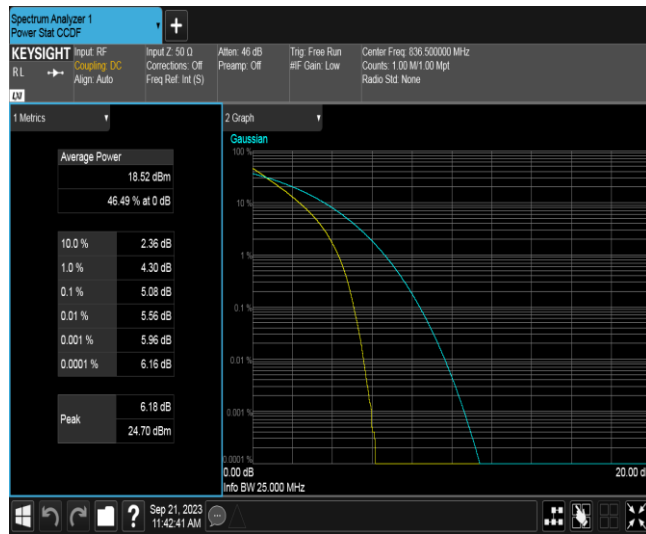 Spectrum Analyzer 1
Power Stat CCDF
+
KEYSIGHT
RL
LXI
Input: RF
Coupling: DC
Align: Auto
Input Z: 50 Ω
Corrections: Off
Freq Ref: Int (S)
Atten: 46 dB
Preamp: Off
Trig: Free Run
#IF Gain: Low
Center Freq: 836.500000 MHz
Counts: 1.00 M/1.00 Mpt
Radio Std: None
1 Metrics
Average Power
18.52 dBm
46.49 % at 0 dB
10.0 % 2.36 dB
1.0 % 4.30 dB
0.1 % 5.08 dB
0.01 % 5.56 dB
0.001 % 5.96 dB
0.0001 % 6.16 dB
Peak
6.18 dB
24.70 dBm
2 Graph
Gaussian
100 %
10 %
1 %
0.1 %
0.01 %
0.001 %
0.0001 %
0.00 dB
20.00 d
Info BW 25.000 MHz
?
Sep 21, 2023
11:42:41 AM